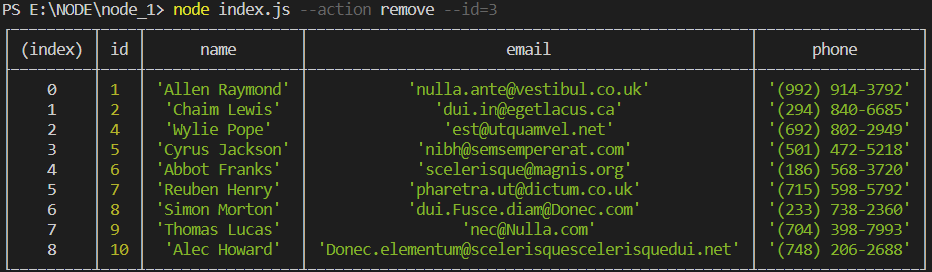 PS E:\NODE\node_1> node index.js --action remove --id=3
(index) id name email phone
0 1 'Allen Raymond' 'nulla.ante@vestibul.co.uk' '(992) 914-3792'
1 2 'Chaim Lewis' 'dui.in@egetlacus.ca' '(294) 840-6685'
2 4 'Wylie Pope' 'est@utquamvel.net' '(692) 802-2949'
3 5 'Cyrus Jackson' 'nibh@semsempererat.com' '(501) 472-5218'
4 6 'Abbot Franks' 'scelerisque@magnis.org' '(186) 568-3720'
5 7 'Reuben Henry' 'pharetra.ut@dictum.co.uk' '(715) 598-5792'
6 8 'Simon Morton' 'dui.Fusce.diam@Donec.com' '(233) 738-2360'
7 9 'Thomas Lucas' 'nec@Nulla.com' '(704) 398-7993'
8 10 'Alec Howard' 'Donec.elementum@scelerisquescelerisquedui.net' '(748) 206-2688'